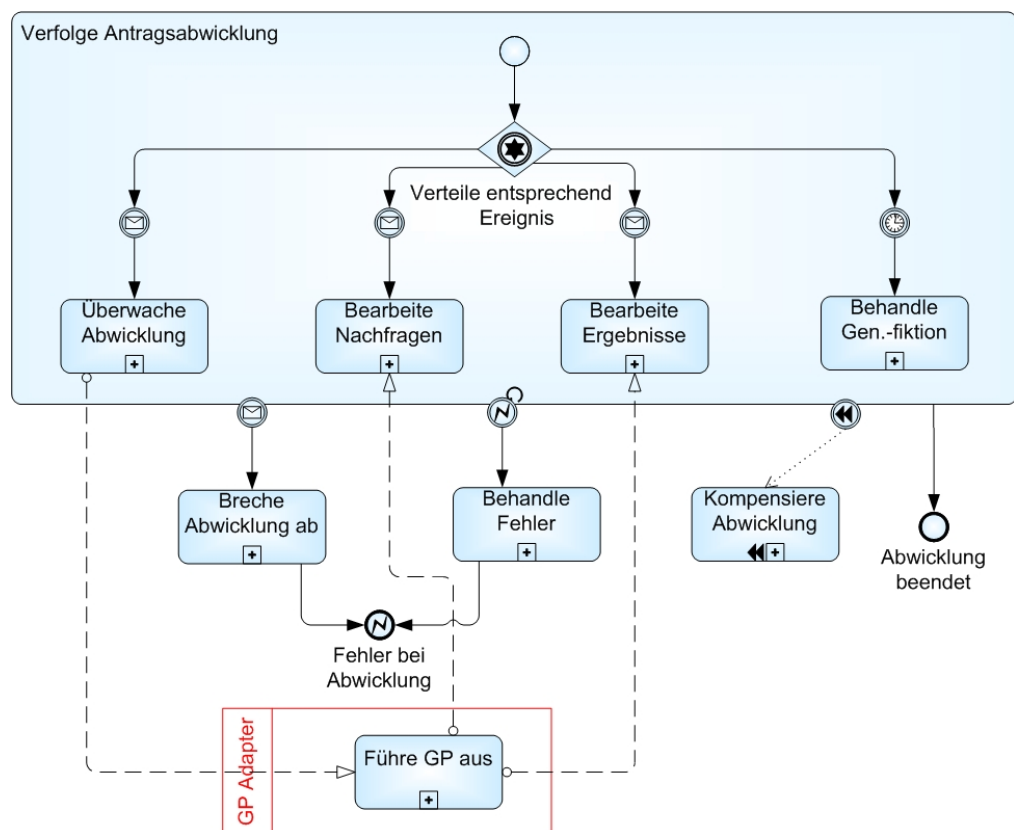 Verfolge Antragsabwicklung
Verteile entsprechend
Ereignis
Überwache
Abwicklung
Bearbeite
Nachfragen
Bearbeite
Ergebnisse
Behandle
Gen.-fiktion
Breche
Abwicklung ab
Behandle
Fehler
Kompensiere
Abwicklung
Abwicklung
beendet
Fehler bei
Abwicklung
GP Adapter
Führe GP aus